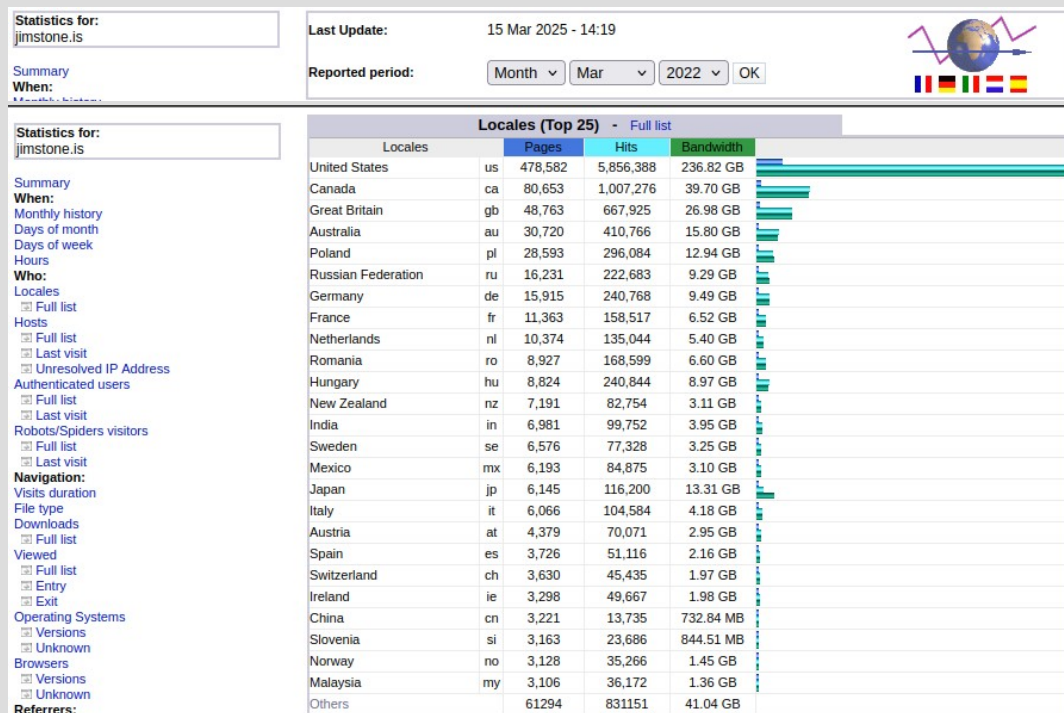 Statistics for:
jimstone.is
Summary
When:
Monthly history
Last Update: 15 Mar 2025 - 14:19
Reported period: Month Mar 2022 OK
Statistics for:
jimstone.is
Summary
When:
Monthly history
Days of month
Days of week
Hours
Who:
Locales
Full list
Hosts
Full list
Last visit
Unresolved IP Address
Authenticated users
Full list
Last visit
Robots/Spiders visitors
Full list
Last visit
Navigation:
Visits duration
File type
Downloads
Full list
Viewed
Full list
Entry
Exit
Operating Systems
Versions
Unknown
Browsers
Versions
Unknown
Referrers:
Locales (Top 25) - Full list
Locales Pages Hits Bandwidth
United States us 478,582 5,856,388 236.82 GB
Canada ca 80,653 1,007,276 39.70 GB
Great Britain gb 48,763 667,925 26.98 GB
Australia au 30,720 410,766 15.80 GB
Poland pl 28,593 296,084 12.94 GB
Russian Federation ru 16,231 222,683 9.29 GB
Germany de 15,915 240,768 9.49 GB
France fr 11,363 158,517 6.52 GB
Netherlands nl 10,374 135,044 5.40 GB
Romania ro 8,927 168,599 6.60 GB
Hungary hu 8,824 240,844 8.97 GB
New Zealand nz 7,191 82,754 3.11 GB
India in 6,981 99,752 3.95 GB
Sweden se 6,576 77,328 3.25 GB
Mexico mx 6,193 84,875 3.10 GB
Japan jp 6,145 116,200 13.31 GB
Italy it 6,066 104,584 4.18 GB
Austria at 4,379 70,071 2.95 GB
Spain es 3,726 51,116 2.16 GB
Switzerland ch 3,630 45,435 1.97 GB
Ireland ie 3,298 49,667 1.98 GB
China cn 3,221 13,735 732.84 MB
Slovenia si 3,163 23,686 844.51 MB
Norway no 3,128 35,266 1.45 GB
Malaysia my 3,106 36,172 1.36 GB
Others 61294 831151 41.04 GB